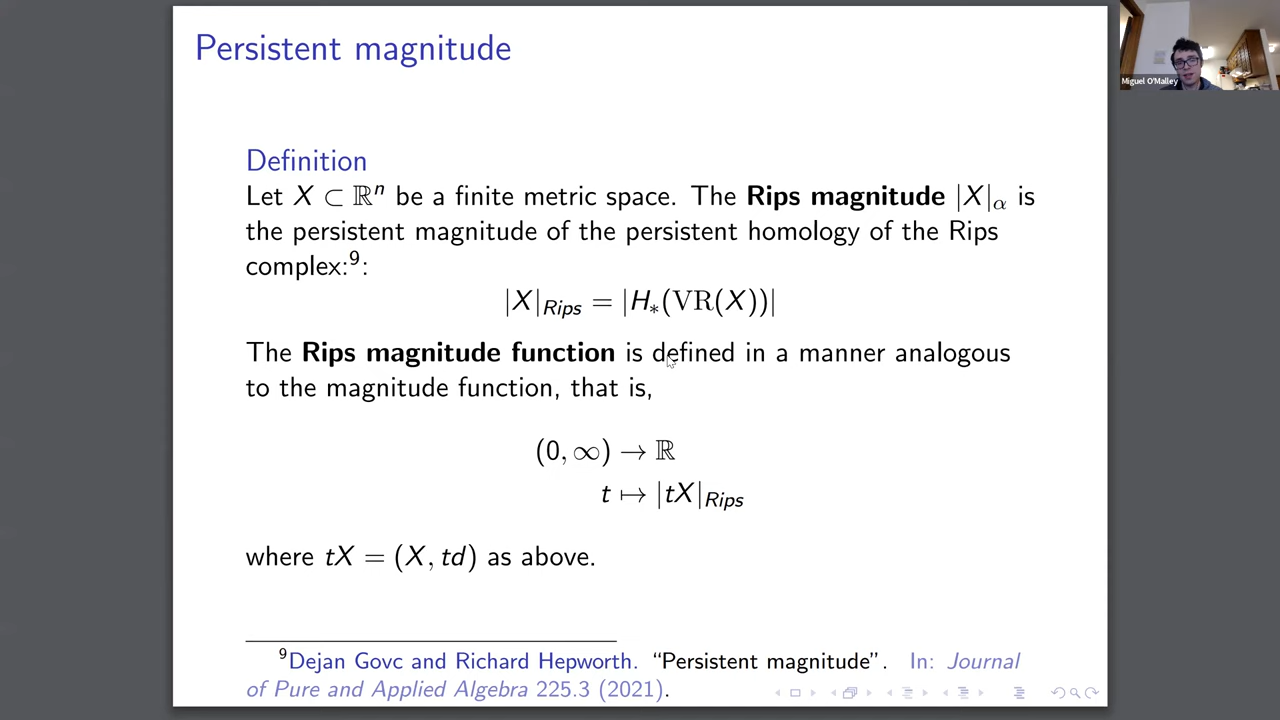 Persistent magnitude
Miguel O'Malley
Definition
Let X ⊂ ℝⁿ be a finite metric space. The Rips magnitude |X|_α is
the persistent magnitude of the persistent homology of the Rips
complex:⁹:
|X|_Rips = |H_*(VR(X))|
The Rips magnitude function is defined in a manner analogous
to the magnitude function, that is,
(0, ∞) → ℝ
t ↦ |tX|_Rips
where tX = (X, td) as above.
⁹Dejan Govc and Richard Hepworth. “Persistent magnitude”. In: Journal
of Pure and Applied Algebra 225.3 (2021).